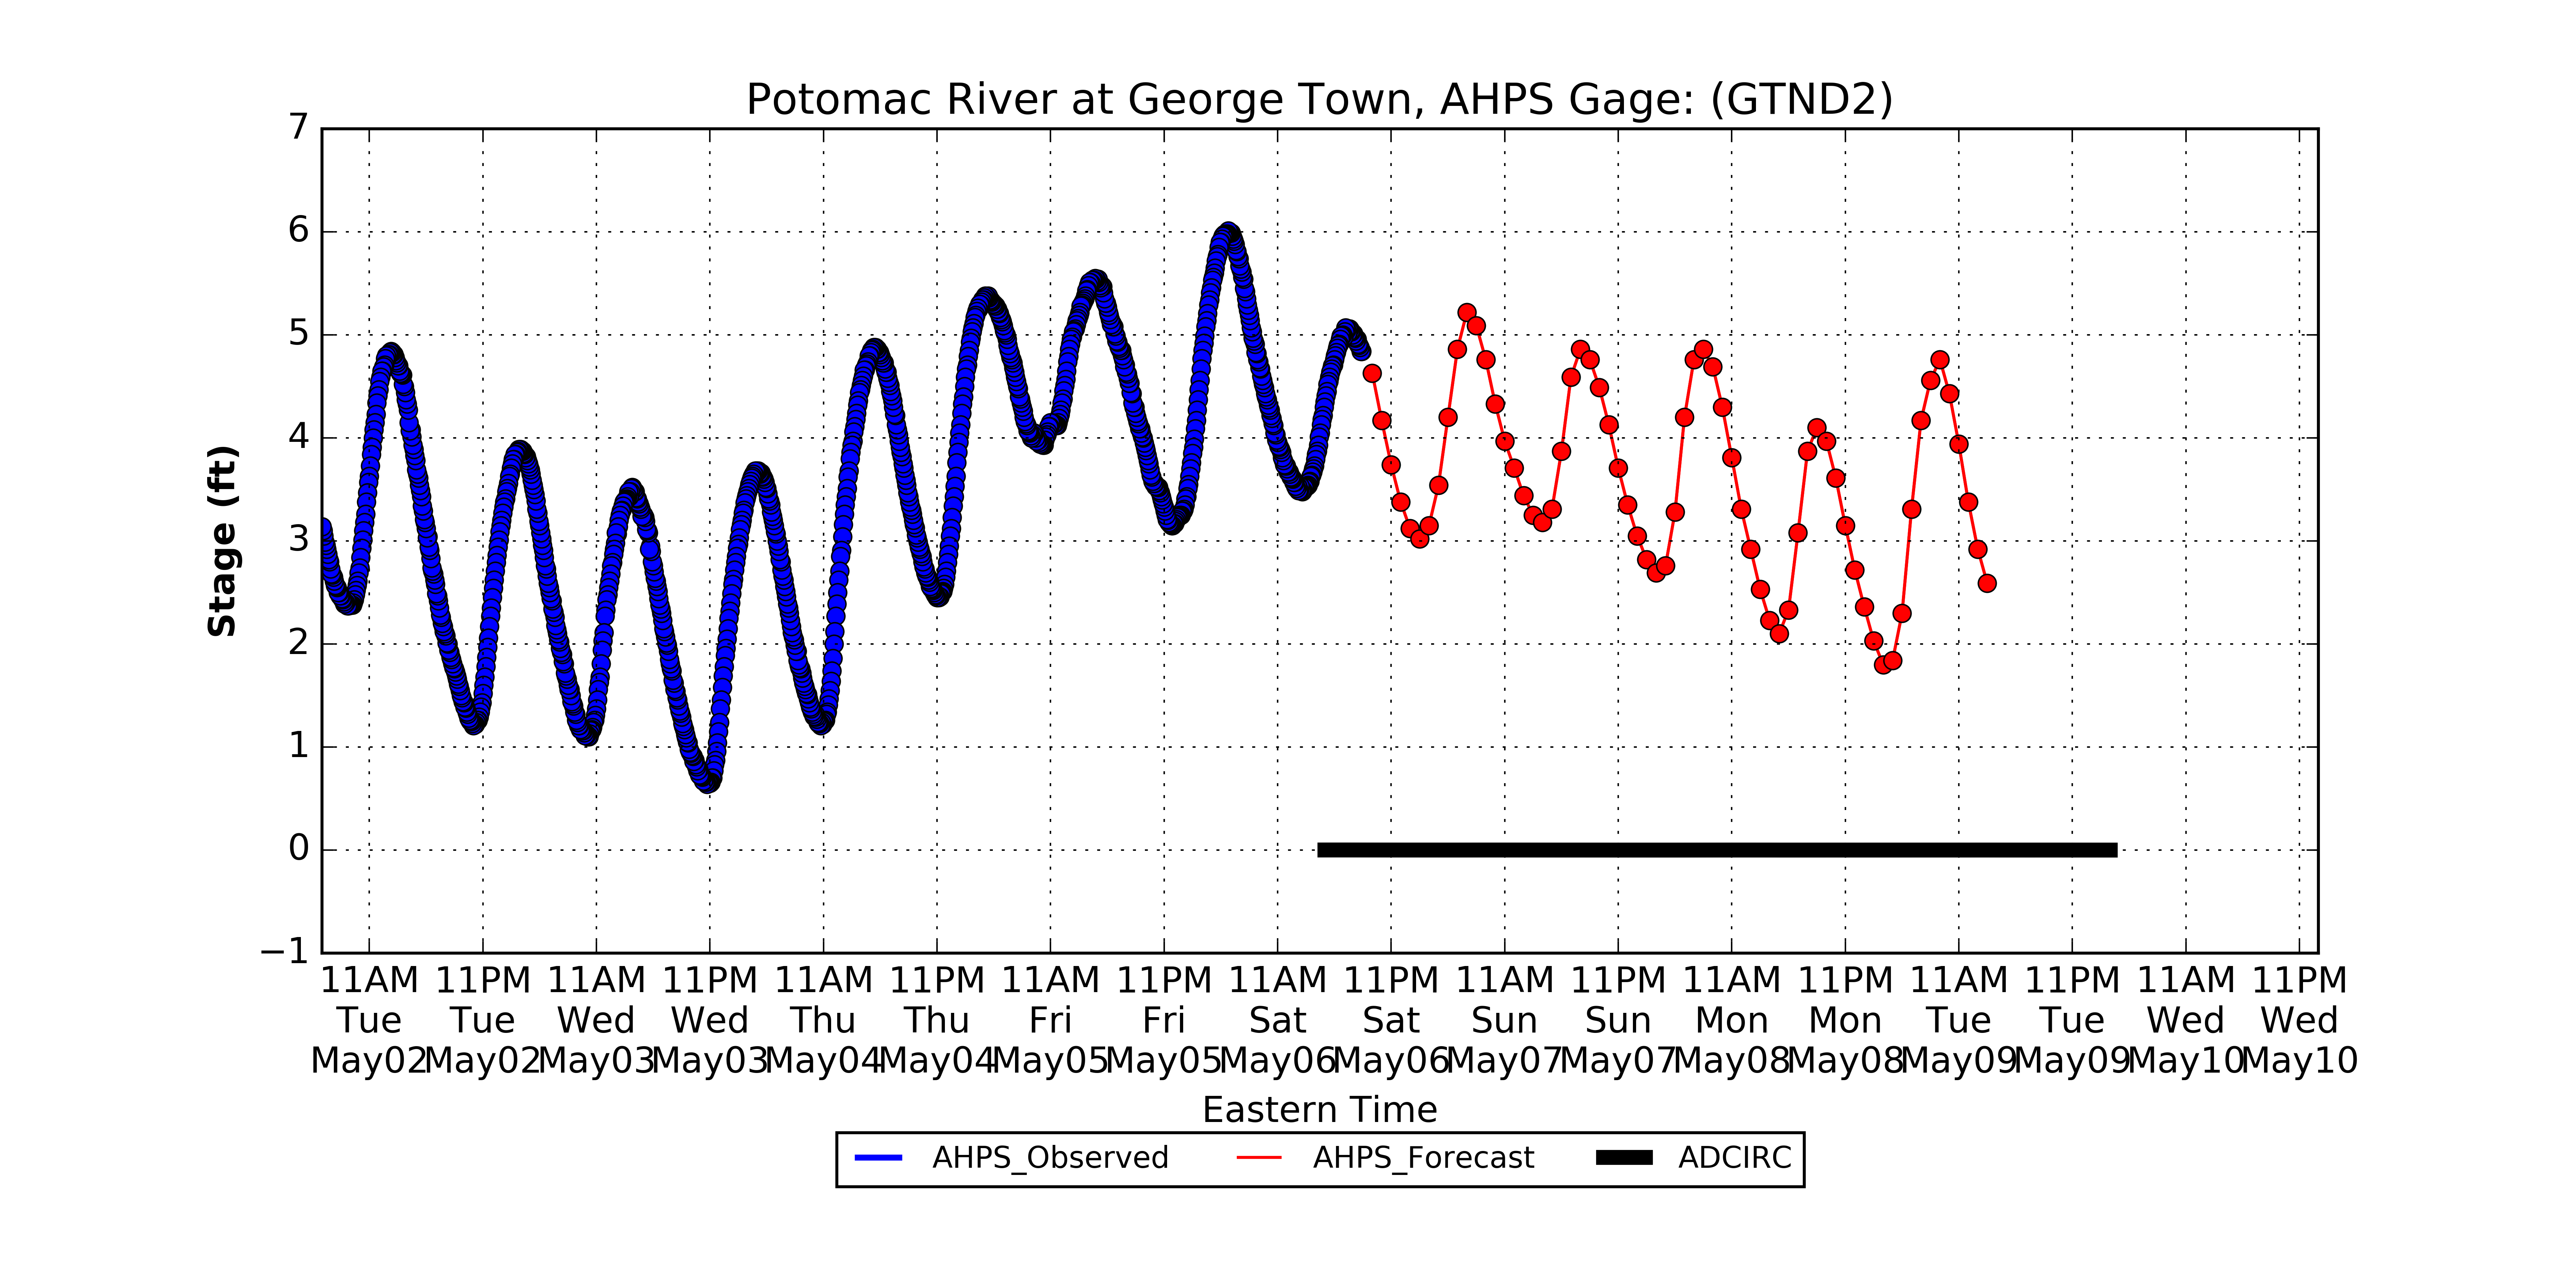 Potomac River at George Town, AHPS Gage: (GTND2)
7
6
5
4
3
2
1
0
−1
Stage (ft)
11AM 11PM 11AM 11PM 11AM 11PM 11AM 11PM 11AM 11PM 11AM 11PM 11AM 11PM 11AM 11PM 11AM 11PM
Tue Tue Wed Wed Thu Thu Fri Fri Sat Sat Sun Sun Mon Mon Tue Tue Wed Wed
May02 May02 May03 May03 May04 May04 May05 May05 May06 May06 May07 May07 May08 May08 May09 May09 May10 May10
Eastern Time
AHPS_Observed AHPS_Forecast ADCIRC